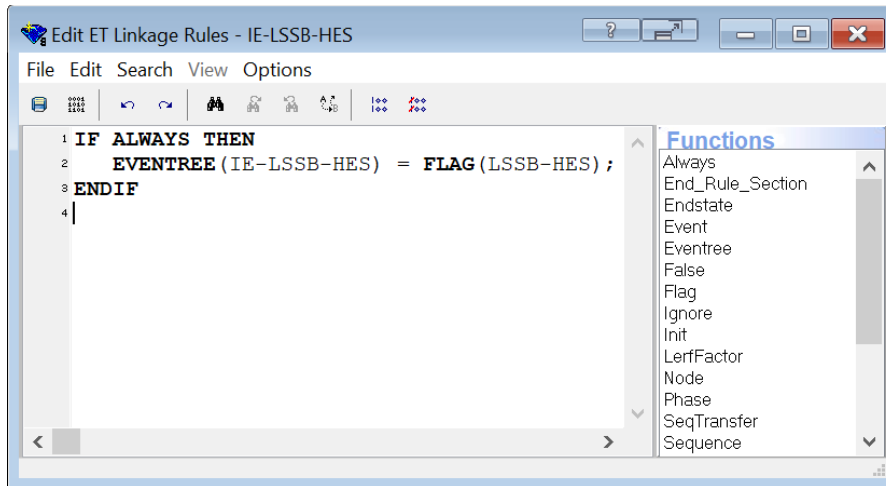 Edit ET Linkage Rules - IE-LSSB-HES
File Edit Search View Options
1 IF ALWAYS THEN
2 EVENTREE(IE-LSSB-HES) = FLAG(LSSB-HES);
3 ENDIF
4
Functions
Always
End_Rule_Section
Endstate
Event
Eventree
False
Flag
Ignore
Init
LerfFactor
Node
Phase
SeqTransfer
Sequence